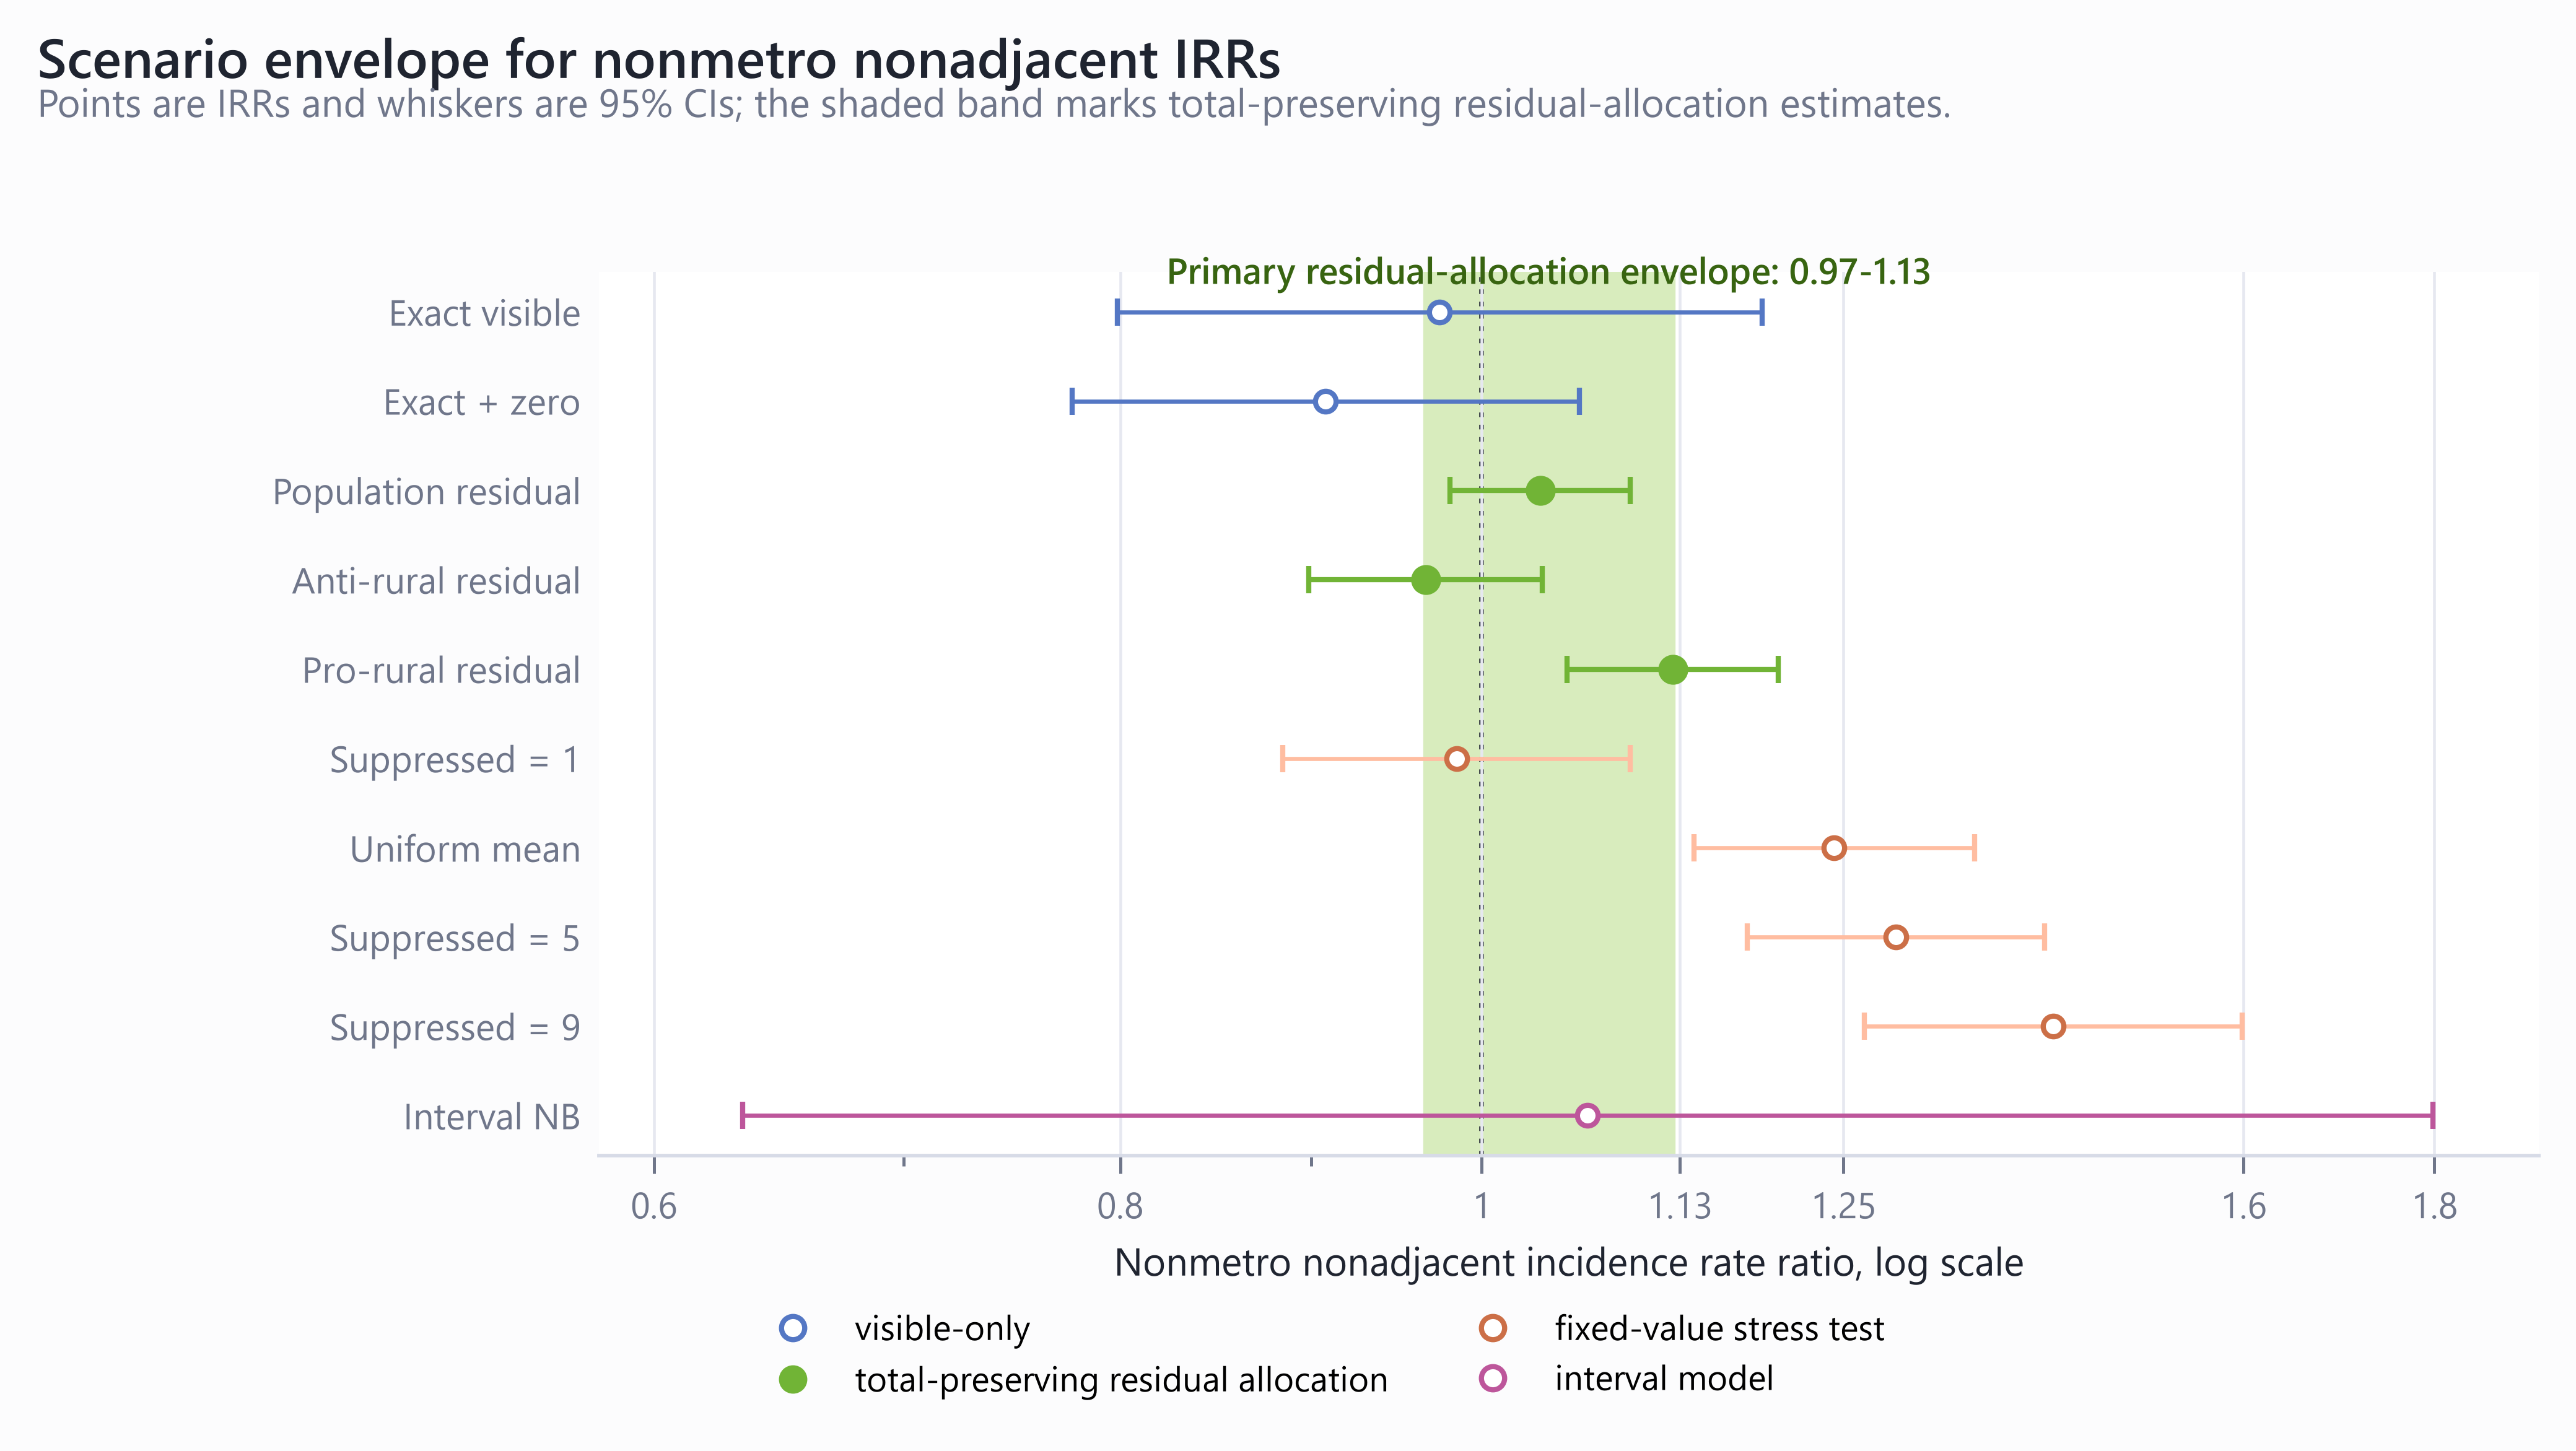 Scenario envelope for nonmetro nonadjacent IRRs
Points are IRRs and whiskers are 95% CIs; the shaded band marks total-preserving residual-allocation estimates.
Primary residual-allocation envelope: 0.97-1.13
Exact visible
Exact + zero
Population residual
Anti-rural residual
Pro-rural residual
Suppressed = 1
Uniform mean
Suppressed = 5
Suppressed = 9
Interval NB
0.6 0.8 1 1.13 1.25 1.6 1.8
Nonmetro nonadjacent incidence rate ratio, log scale
visible-only fixed-value stress test
total-preserving residual allocation interval model